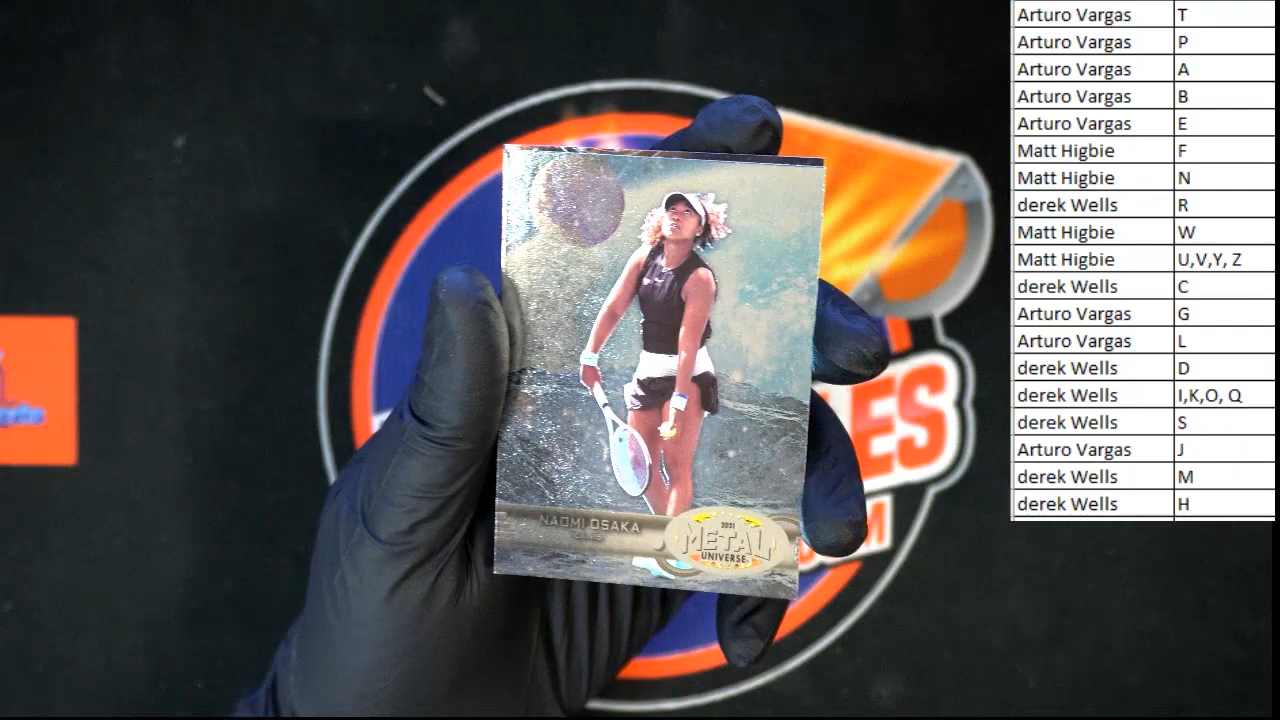 Arturo Vargas T
Arturo Vargas P
Arturo Vargas A
Arturo Vargas B
Arturo Vargas E
Matt Higbie F
Matt Higbie N
derek Wells R
Matt Higbie W
Matt Higbie U,V,Y, Z
derek Wells C
Arturo Vargas G
Arturo Vargas L
derek Wells D
derek Wells I,K,O, Q
derek Wells S
Arturo Vargas J
derek Wells M
derek Wells H
NAOMI OSAKA
2021
METAL
UNIVERSE
LES
M